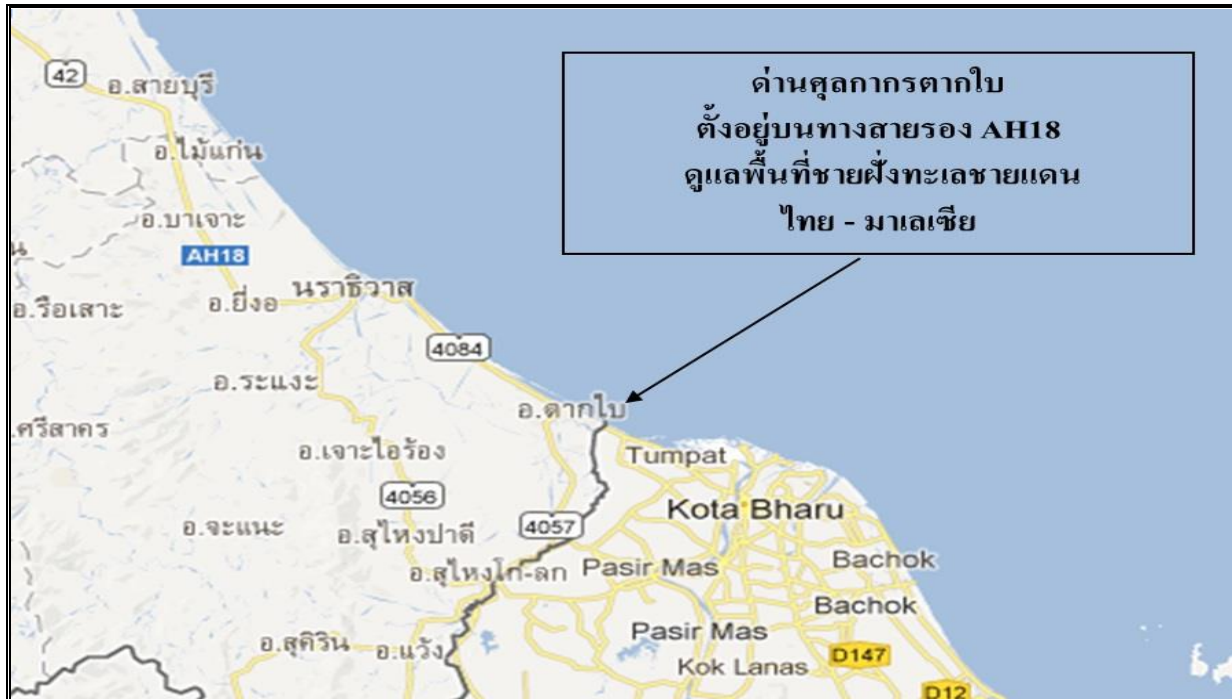 ด่านศุลกากรตากใบ
ตั้งอยู่บนทางสายรอง AH18
ดูแลพื้นที่ชายฝั่งทะเลชายแดน
ไทย - มาเลเซีย
42
อ.สายบุรี
อ.ไม้แก่น
อ.บาเจาะ
น
AH18
นราธิวาส
อ.ยี่งอ
อ.รือเสาะ
4084
อ.ระแงะ
อ.ตากใบ
.ศรีสาคร
Tumpat
อ.เจาะไอร้อง
4056
Kota Bharu
อ.จะแนะ
4057
อ.สุไหงปาดี
Bachok
อ.สุไหงโก-ลก
Pasir Mas
Bachok
Pasir Mas
อ.สุคิริน
อ.แว้ง
D147
Kok Lanas
D12